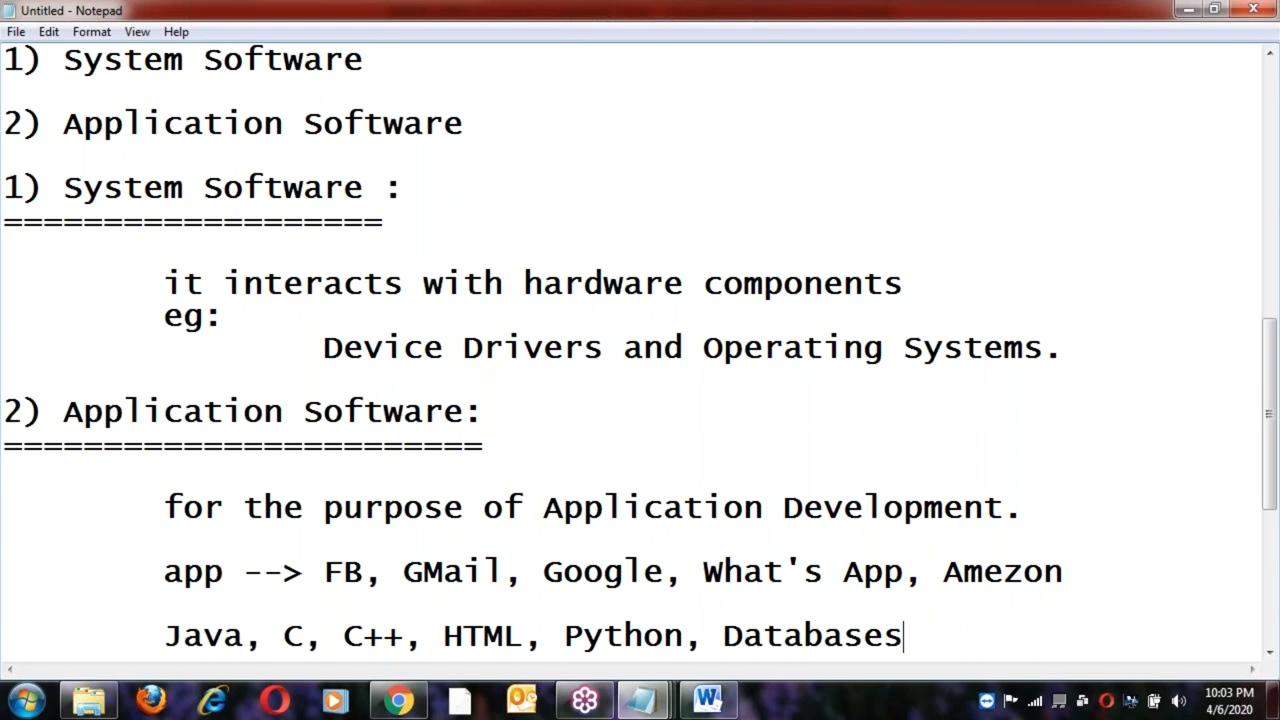 Untitled - Notepad
File Edit Format View Help
1) System Software
2) Application Software
1) System Software :
===================
it interacts with hardware components
eg:
Device Drivers and Operating Systems.
2) Application Software:
========================
for the purpose of Application Development.
app --> FB, GMail, Google, What's App, Amezon
Java, C, C++, HTML, Python, Databases
10:03 PM
4/6/2020